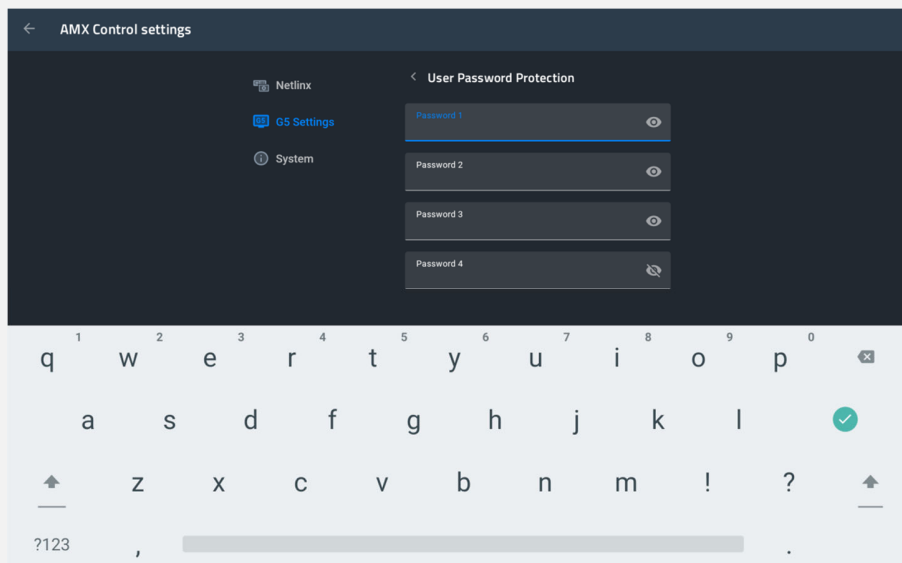 AMX Control settings
Netlinx
G5 Settings
System
User Password Protection
Password 1
Password 2
Password 3
Password 4
1 2 3 4 5 6 7 8 9 0
q w e r t y u i o p
a s d f g h j k l
z x c v b n m ! ?
?123 , .